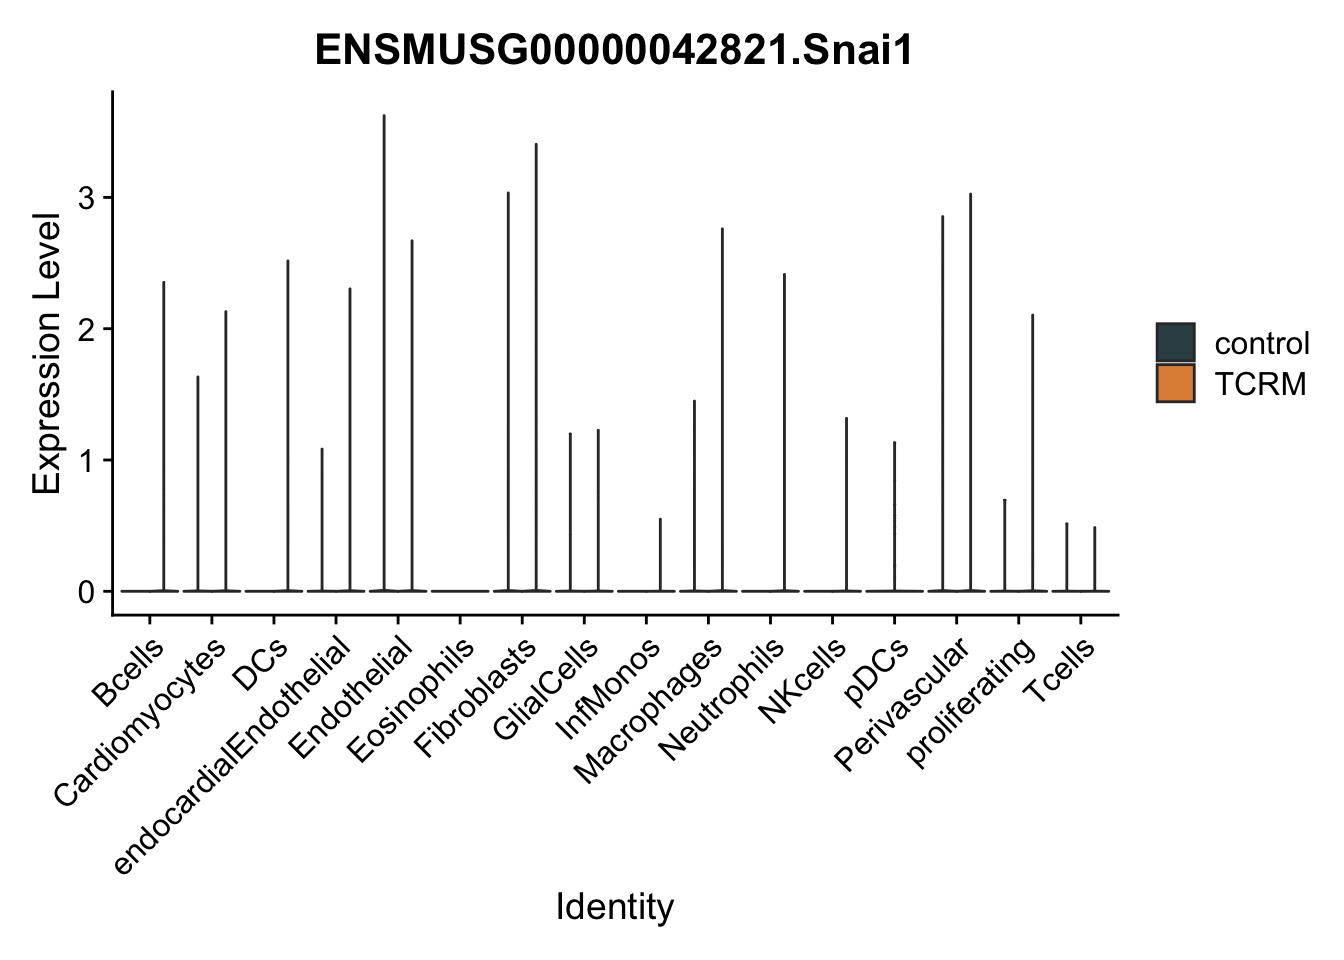 ENSMUSG00000042821.Snai1
Expression Level
3
2
1
0
Bcells
Cardiomyocytes
DCs
endocardialEndothelial
Endothelial
Eosinophils
Fibroblasts
GlialCells
InfMonos
Macrophages
Neutrophils
NKcells
pDCs
Perivascular
proliferating
Tcells
Identity
control
TCRM